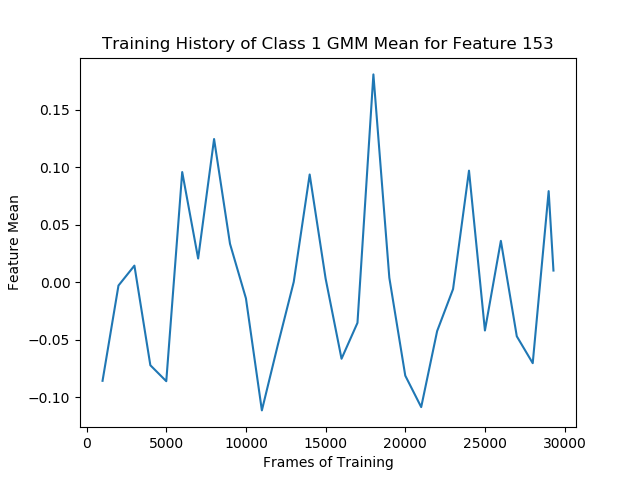 Training History of Class 1 GMM Mean for Feature 153
0.15
0.10
0.05
0.00
−0.05
−0.10
Feature Mean
0 5000 10000 15000 20000 25000 30000
Frames of Training